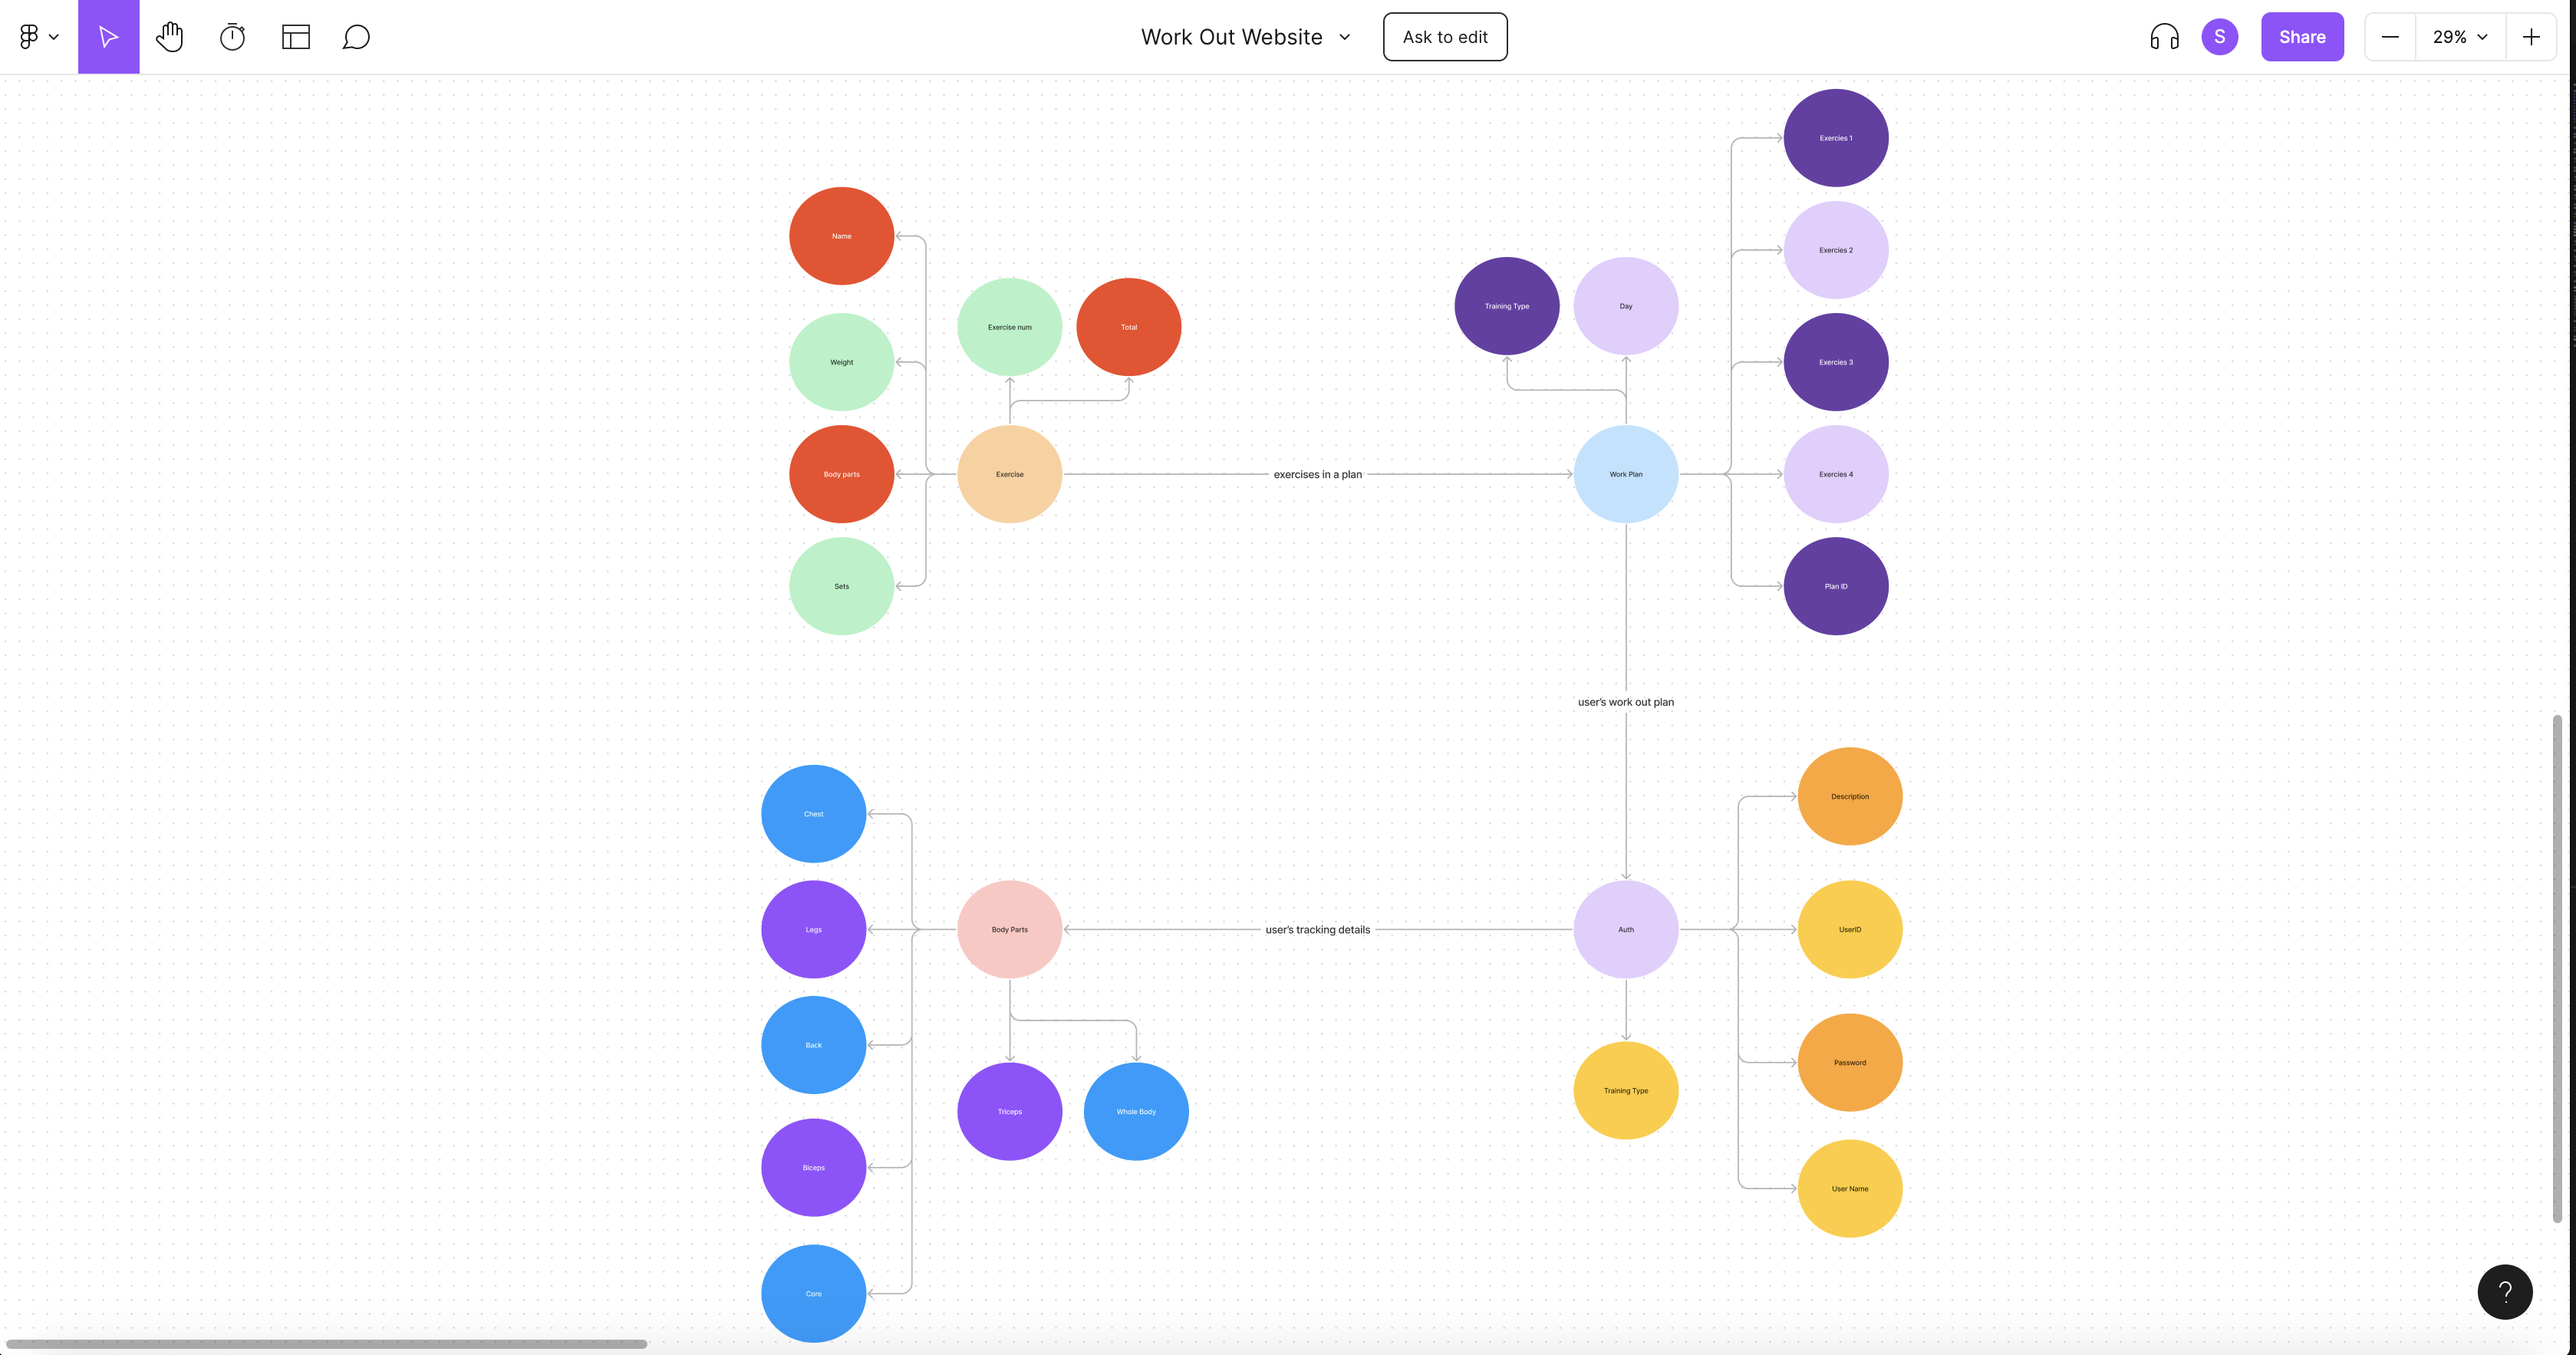 Work Out Website
Ask to edit
S
Share
29%
Exercies 1
Name
Exercies 2
Training Type
Day
Exercise num
Total
Weight
Exercies 3
Body parts
Exercise
exercises in a plan
Work Plan
Exercies 4
Sets
Plan ID
user's work out plan
Description
Chest
Legs
Body Parts
user's tracking details
Auth
UserID
Back
Password
Training Type
Triceps
Whole Body
Biceps
User Name
Core
?